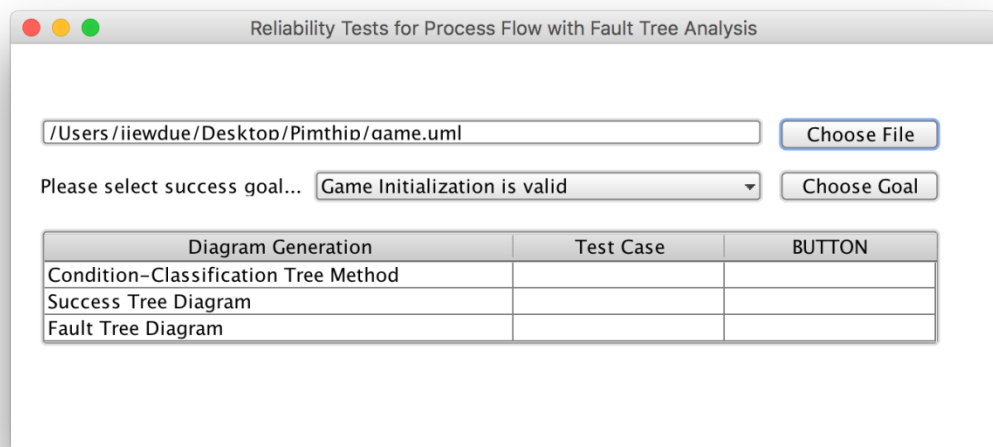 Reliability Tests for Process Flow with Fault Tree Analysis
/Users/jiewdue/Desktop/Pimthip/game.uml Choose File
Please select success goal... Game Initialization is valid Choose Goal
Diagram Generation Test Case BUTTON
Condition-Classification Tree Method
Success Tree Diagram
Fault Tree Diagram